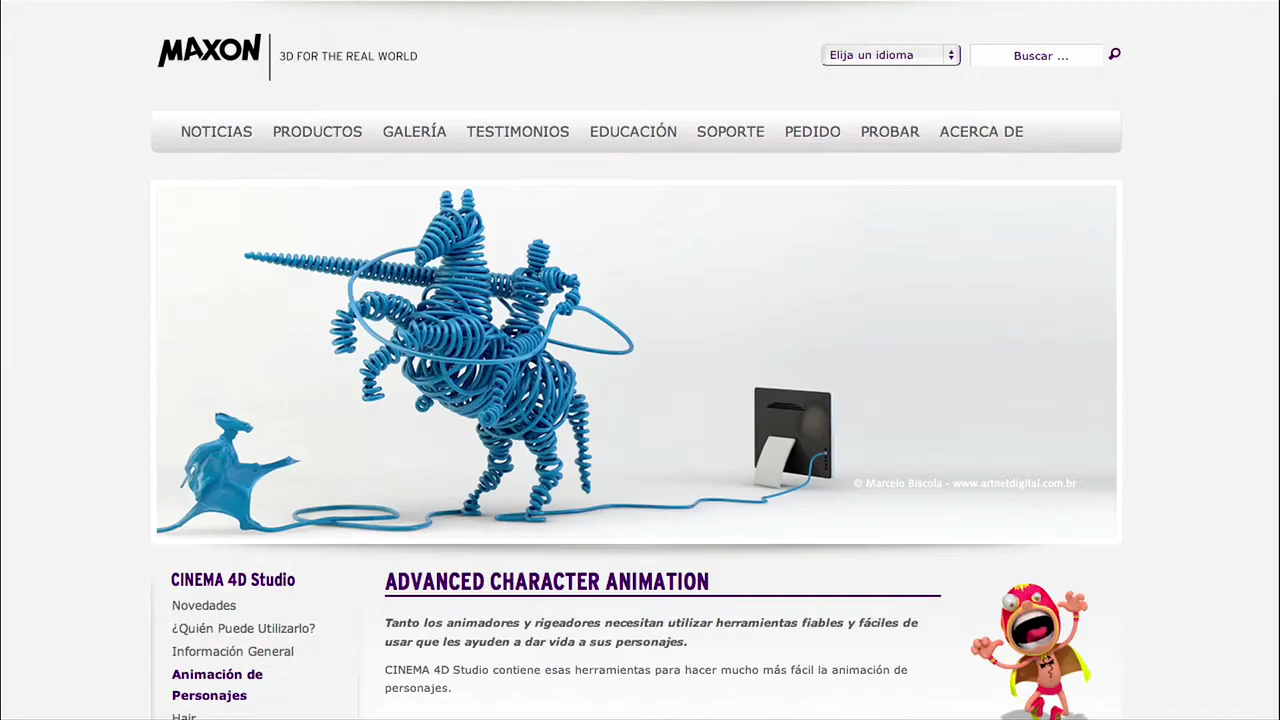 MAXON
3D FOR THE REAL WORLD
Elija un idioma
Buscar ...
NOTICIAS PRODUCTOS GALERÍA TESTIMONIOS EDUCACIÓN SOPORTE PEDIDO PROBAR ACERCA DE
© Marcelo Biscola - www.artnetdigital.com.br
CINEMA 4D Studio
Novedades
¿Quién Puede Utilizarlo?
Información General
Animación de
Personajes
Hair
ADVANCED CHARACTER ANIMATION
Tanto los animadores y rigeadores necesitan utilizar herramientas fiables y fáciles de
usar que les ayuden a dar vida a sus personajes.
CINEMA 4D Studio contiene esas herramientas para hacer mucho más fácil la animación de
personajes.